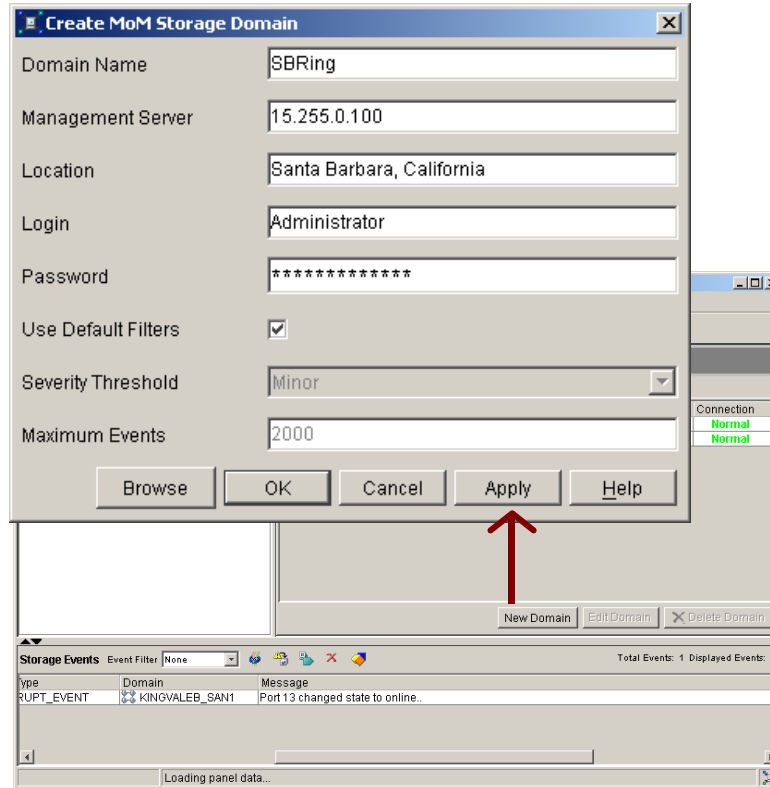 Create MoM Storage Domain
Domain Name SBRing
Management Server 15.255.0.100
Location Santa Barbara, California
Login Administrator
Password *************
Use Default Filters
Severity Threshold Minor
Maximum Events 2000
Browse OK Cancel Apply Help
Connection
Normal
Normal
New Domain Edit Domain Delete Domain
Storage Events Event Filter None Total Events: 1 Displayed Events:
Type Domain Message
RUPT_EVENT KINGVALEB_SAN1 Port 13 changed state to online..
Loading panel data...